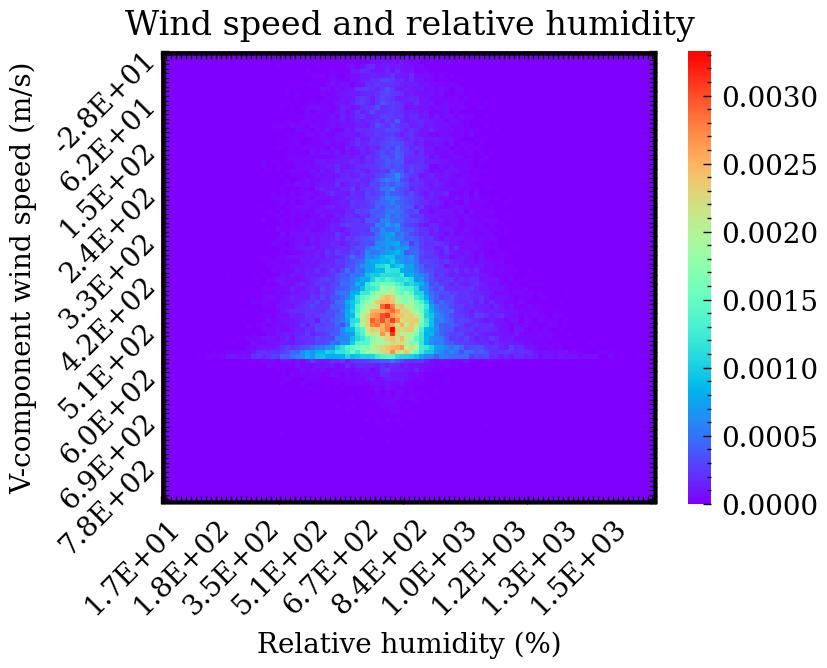 Wind speed and relative humidity
V-component wind speed (m/s)
-2.8E+01
6.2E+01
1.5E+02
2.4E+02
3.3E+02
4.2E+02
5.1E+02
6.0E+02
6.9E+02
7.8E+02
0.0030
0.0025
0.0020
0.0015
0.0010
0.0005
0.0000
1.7E+01
1.8E+02
3.5E+02
5.1E+02
6.7E+02
8.4E+02
1.0E+03
1.2E+03
1.3E+03
1.5E+03
Relative humidity (%)